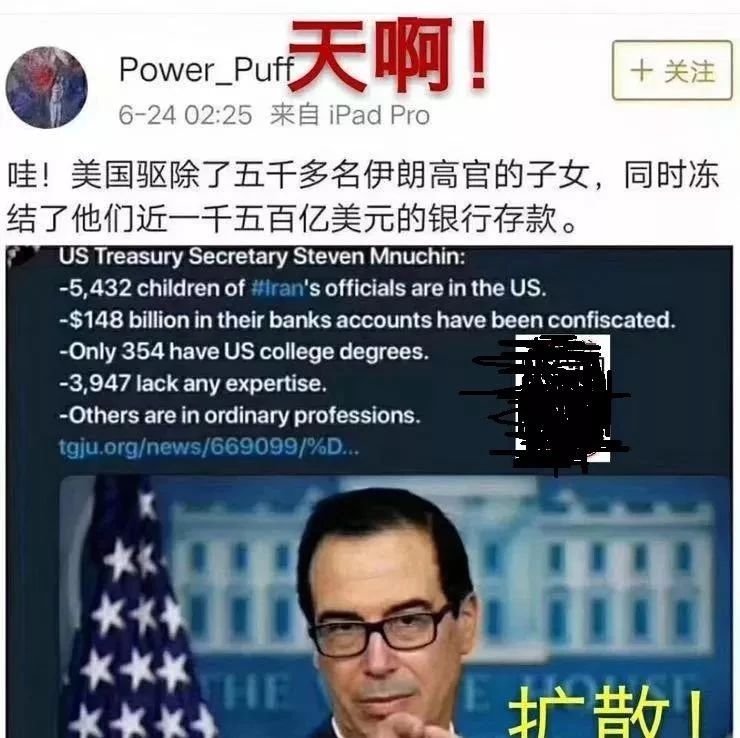 Power_Puff
天啊！
＋ 关注
6-24 02:25 来自 iPad Pro
哇！美国驱除了五千多名伊朗高官的子女，同时冻
结了他们近一千五百亿美元的银行存款。
US Treasury Secretary Steven Mnuchin:
-5,432 children of #Iran's officials are in the US.
-$148 billion in their banks accounts have been confiscated.
-Only 354 have US college degrees.
-3,947 lack any expertise.
-Others are in ordinary professions.
tgju.org/news/669099/%D...
THE
扩散！